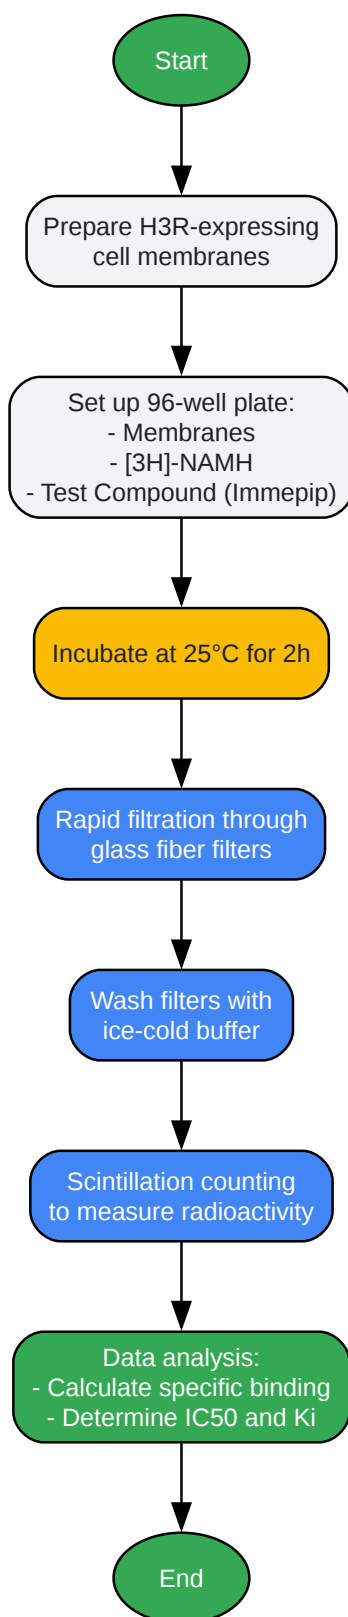 Start
Prepare H3R-expressing
cell membranes
Set up 96-well plate:
- Membranes
- [3H]-NAMH
- Test Compound (Immepip)
Incubate at 25°C for 2h
Rapid filtration through
glass fiber filters
Wash filters with
ice-cold buffer
Scintillation counting
to measure radioactivity
Data analysis:
- Calculate specific binding
- Determine IC50 and Ki
End